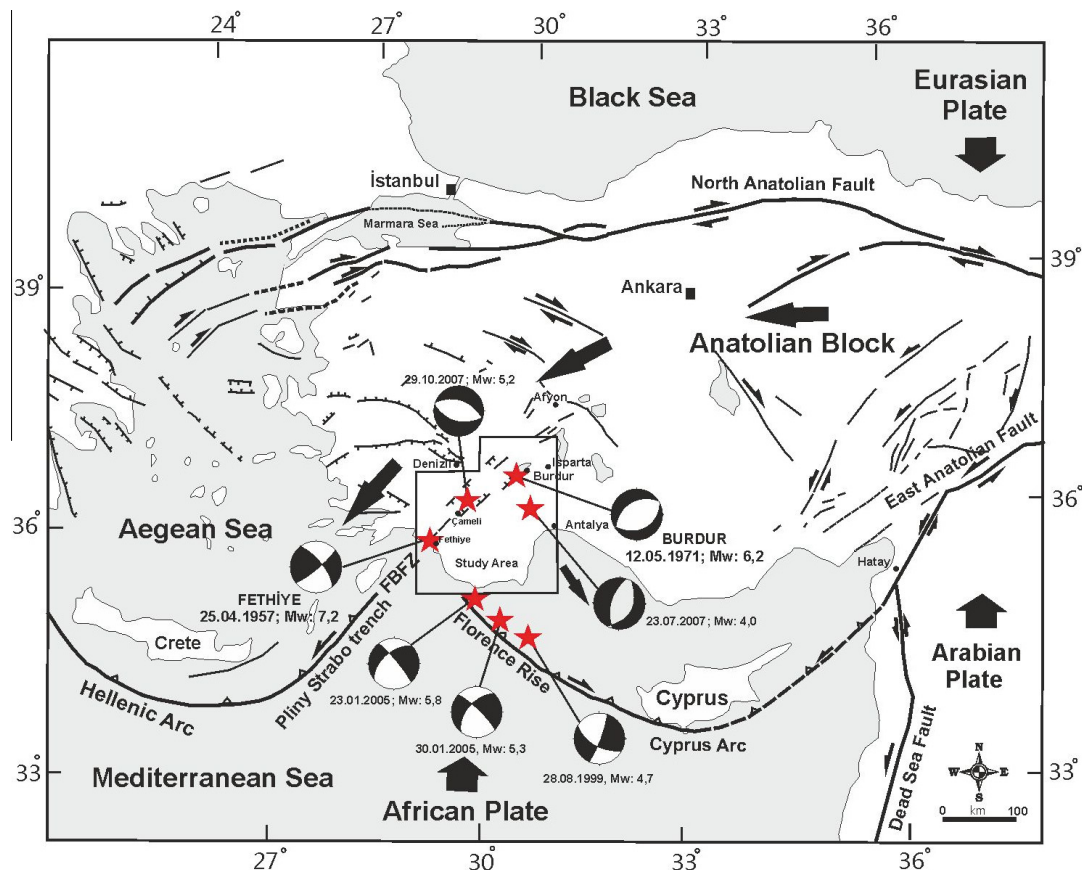 24°
27°
30°
33°
36°
Black Sea
Eurasian
Plate
İstanbul
North Anatolian Fault
Marmara Sea
39°
39°
Ankara
Anatolian Block
29.10.2007; Mw: 5,2
Afyon
Denizli
Isparta
Burdur
East Anatolian Fault
36°
36°
Aegean Sea
Çameli
Antalya
BURDUR
12.05.1971; Mw: 6,2
Fethiye
Study Area
Hatay
FBFZ
FETHİYE
25.04.1957; Mw: 7,2
23.07.2007; Mw: 4,0
Crete
Pliny Strabo trench
Florence Rise
Arabian
Plate
Hellenic Arc
23.01.2005; Mw: 5,8
Cyprus
30.01.2005, Mw: 5,3
Cyprus Arc
28.08.1999, Mw: 4,7
Dead Sea Fault
33°
33°
Mediterranean Sea
African Plate
N
W E
S
0 km 100
27°
30°
33°
36°